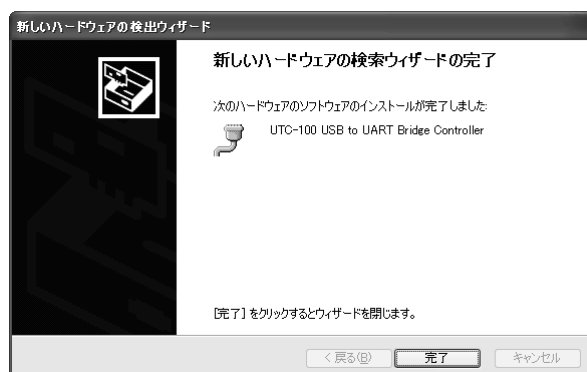 新しいハードウェアの検出ウィザード
新しいハードウェアの検索ウィザードの完了
次のハードウェアのソフトウェアのインストールが完了しました:
UTC-100 USB to UART Bridge Controller
[完了] をクリックするとウィザードを閉じます。
< 戻る(B) 完了 キャンセル